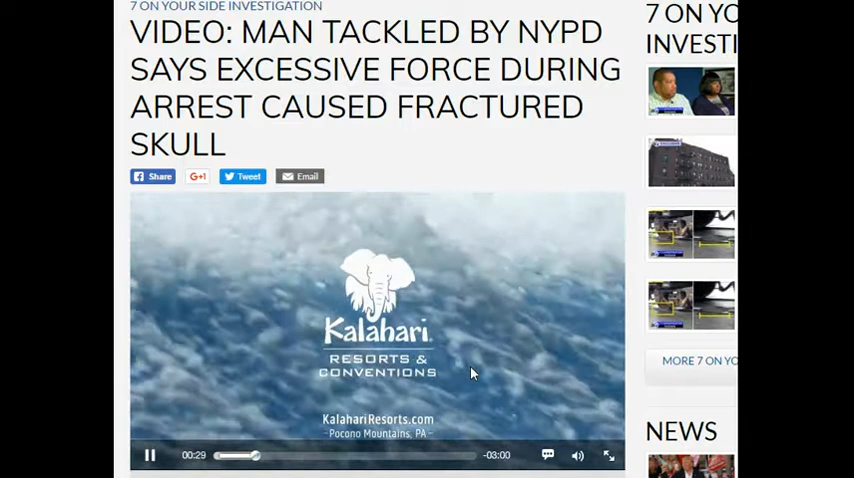 7 ON YOUR SIDE INVESTIGATION
VIDEO: MAN TACKLED BY NYPD
SAYS EXCESSIVE FORCE DURING
ARREST CAUSED FRACTURED
SKULL
Share
G+1
Tweet
Email
Kalahari
RESORTS &
CONVENTIONS
KalahariResorts.com
-Pocono Mountains, PA-
00:29
-03:00
7 ON YO
INVESTI
MORE 7 ON YO
NEWS